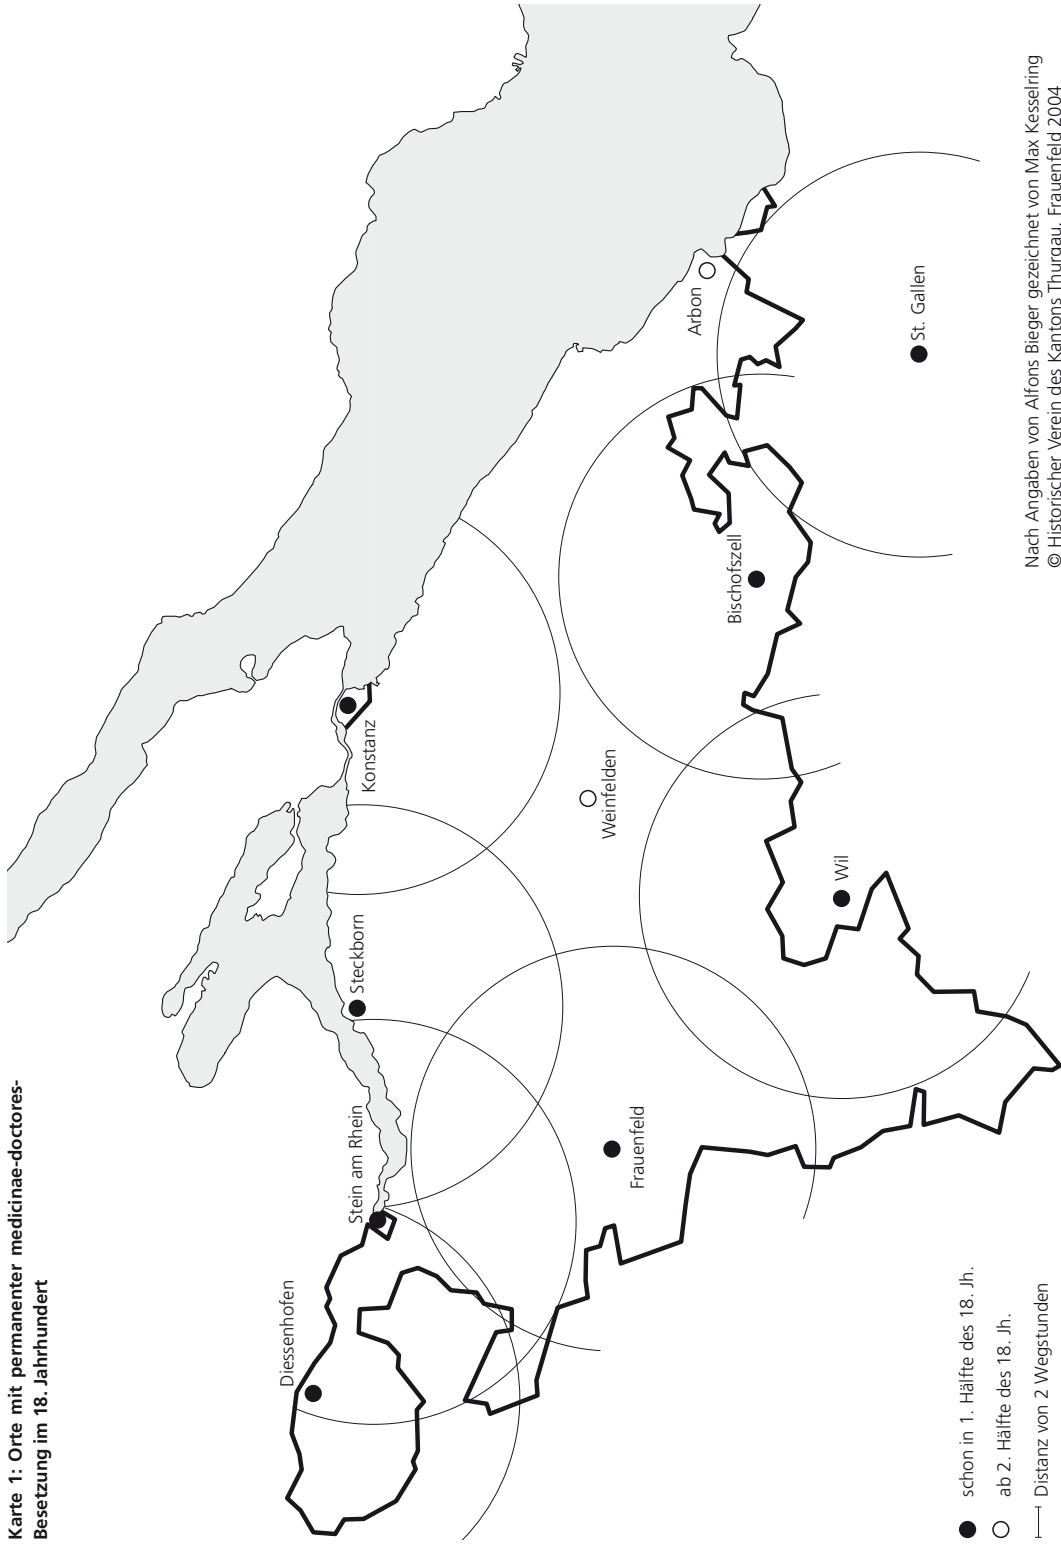 Karte 1: Orte mit permanenter medicinae-doctores-
Besetzung im 18. Jahrhundert
Diessenhofen
Stein am Rhein
Steckborn
Konstanz
Frauenfeld
Weinfelden
Wil
Bischofszell
Arbon
St. Gallen
schon in 1. Hälfte des 18. Jh.
ab 2. Hälfte des 18. Jh.
Distanz von 2 Wegstunden
Nach Angaben von Alfons Bieger gezeichnet von Max Kesselring
© Historischer Verein des Kantons Thurgau, Frauenfeld 2004